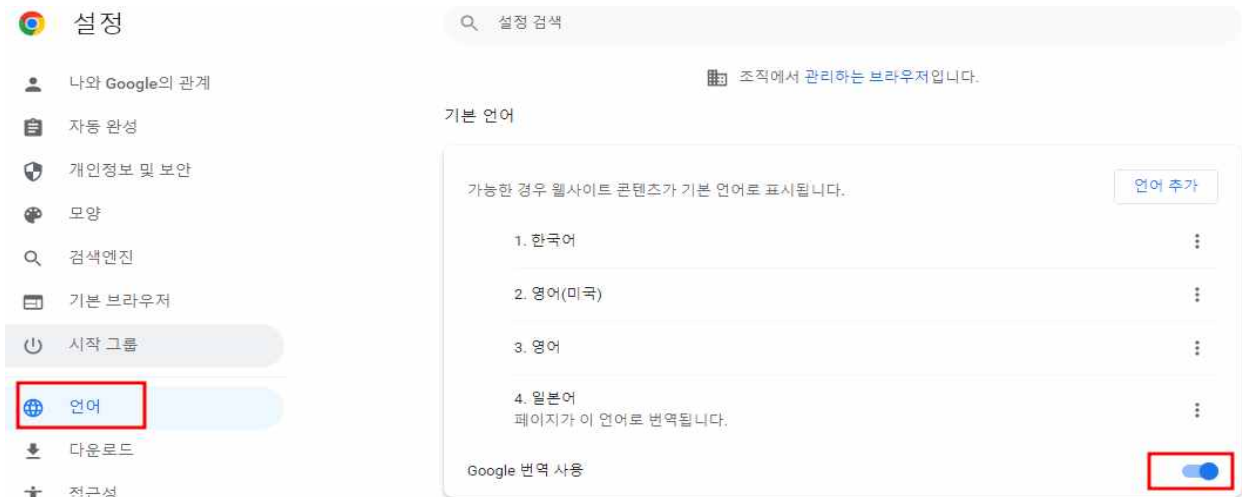 설정
나와 Google의 관계
자동 완성
개인정보 및 보안
모양
검색엔진
기본 브라우저
시작 그룹
언어
다운로드
접근성
설정 검색
조직에서 관리하는 브라우저입니다.
기본 언어
가능한 경우 웹사이트 콘텐츠가 기본 언어로 표시됩니다.
언어 추가
1. 한국어
2. 영어(미국)
3. 영어
4. 일본어
페이지가 이 언어로 번역됩니다.
Google 번역 사용